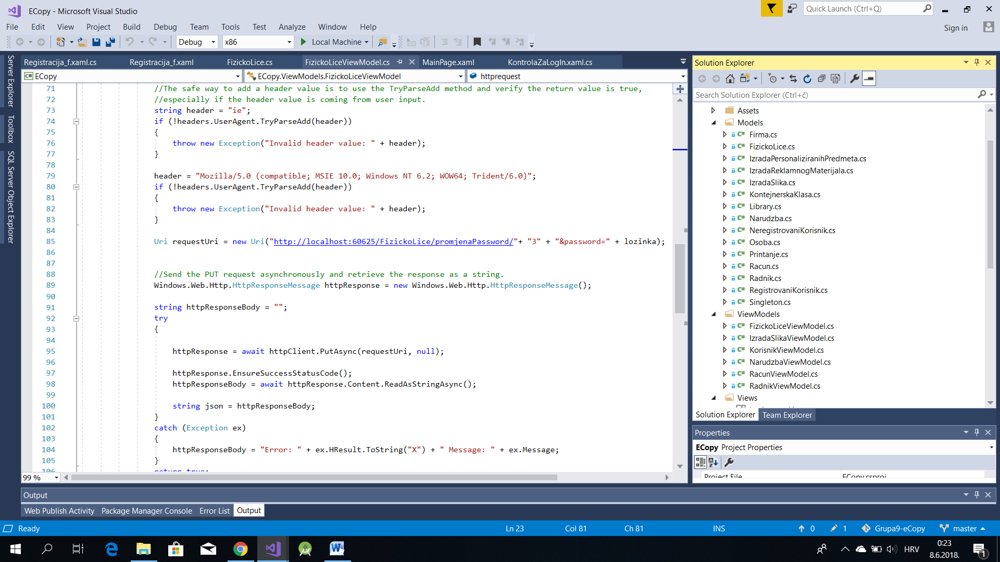 ECopy - Microsoft Visual Studio
Quick Launch (Ctrl+Q)
File Edit View Project Build Debug Team Tools Test Analyze Window Help
Sign in
Debug x86 Local Machine
Server Explorer
Toolbox
SQL Server Object Explorer
Registracija_f.xaml.cs Registracija_f.xaml FizickoLice.cs FizickoLiceViewModel.cs MainPage.xaml KontrolaZaLogIn.xaml.cs
ECopy ECopy.ViewModels.FizickoLiceViewModel httprequest
71 //The safe way to add a header value is to use the TryParseAdd method and verify the return value is true,
72 //especially if the header value is coming from user input.
73 string header = "ie";
74 if (!headers.UserAgent.TryParseAdd(header))
75 {
76 throw new Exception("Invalid header value: " + header);
77 }
78
79 header = "Mozilla/5.0 (compatible; MSIE 10.0; Windows NT 6.2; WOW64; Trident/6.0)";
80 if (!headers.UserAgent.TryParseAdd(header))
81 {
82 throw new Exception("Invalid header value: " + header);
83 }
84
85 Uri requestUri = new Uri("http://localhost:60625/FizickoLice/promjenaPassword/"+ "3" + "&password=" + lozinka);
86
87
88 //Send the PUT request asynchronously and retrieve the response as a string.
89 Windows.Web.Http.HttpResponseMessage httpResponse = new Windows.Web.Http.HttpResponseMessage();
90
91 string httpResponseBody = "";
92 try
93 {
94
95 httpResponse = await httpClient.PutAsync(requestUri, null);
96
97 httpResponse.EnsureSuccessStatusCode();
98 httpResponseBody = await httpResponse.Content.ReadAsStringAsync();
99
100 string json = httpResponseBody;
101 }
102 catch (Exception ex)
103 {
104 httpResponseBody = "Error: " + ex.HResult.ToString("X") + " Message: " + ex.Message;
105 }
106 return true;
99 %
Solution Explorer
Search Solution Explorer (Ctrl+č)
Assets
Models
Firma.cs
FizickoLice.cs
IzradaPersonaliziranihPredmeta.cs
IzradaReklamnogMaterijala.cs
IzradaSlika.cs
KontejnerskaKlasa.cs
Library.cs
Narudzba.cs
NeregistrovaniKorisnik.cs
Osoba.cs
Printanje.cs
Racun.cs
Radnik.cs
RegistrovaniKorisnik.cs
Singleton.cs
ViewModels
FizickoLiceViewModel.cs
IzradaSlikaViewModel.cs
KorisnikViewModel.cs
NarudzbaViewModel.cs
RacunViewModel.cs
RadnikViewModel.cs
Views
Solution Explorer Team Explorer
Properties
ECopy Project Properties
Project File ECopy.csproj
Output
Web Publish Activity Package Manager Console Error List Output
Ready Ln 23 Col 81 Ch 81 INS 0 1 Grupa9-eCopy master
HRV 0:23
8.6.2018. 1